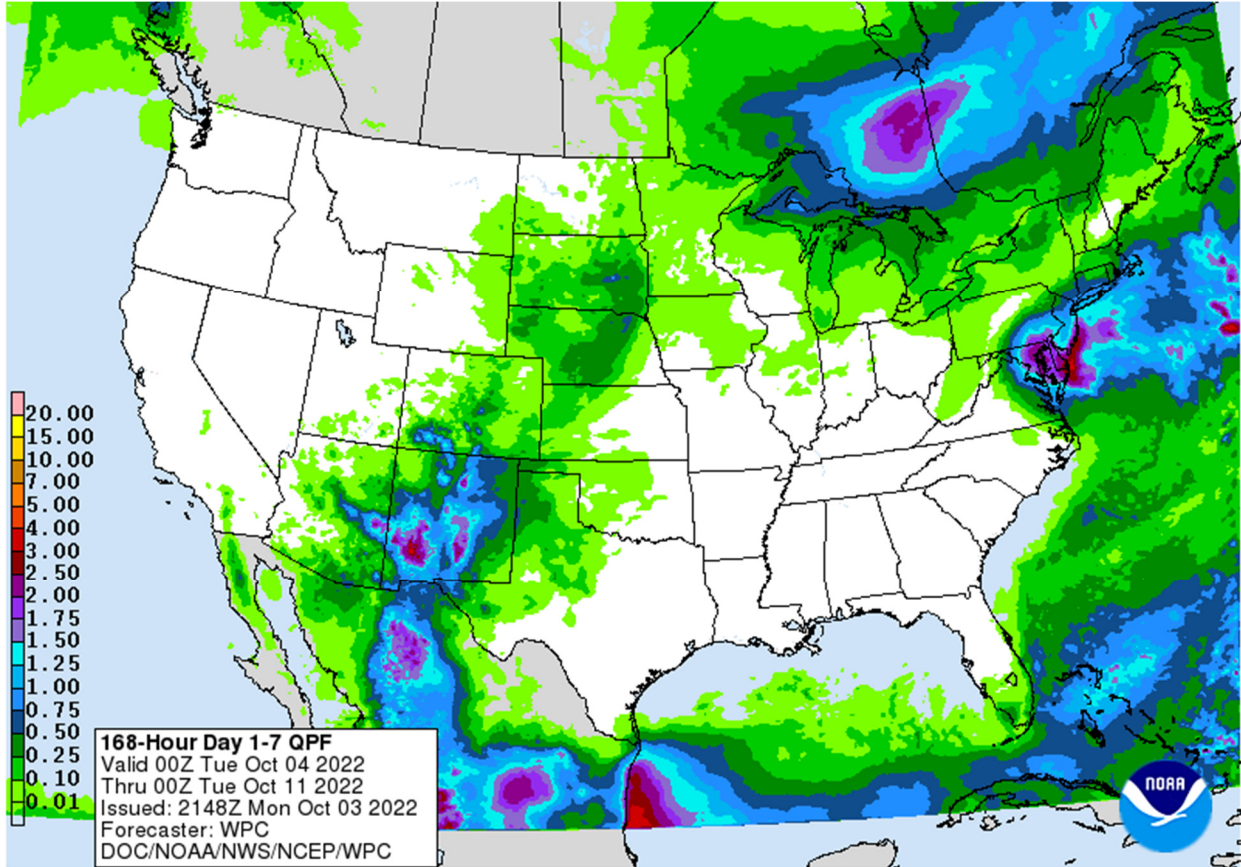 20.00
15.00
10.00
7.00
5.00
4.00
3.00
2.50
2.00
1.75
1.50
1.25
1.00
0.75
0.50
0.25
0.10
0.01
168-Hour Day 1-7 QPF
Valid 00Z Tue Oct 04 2022
Thru 00Z Tue Oct 11 2022
Issued: 2148Z Mon Oct 03 2022
Forecaster: WPC
DOC/NOAA/NWS/NCEP/WPC
NOAA